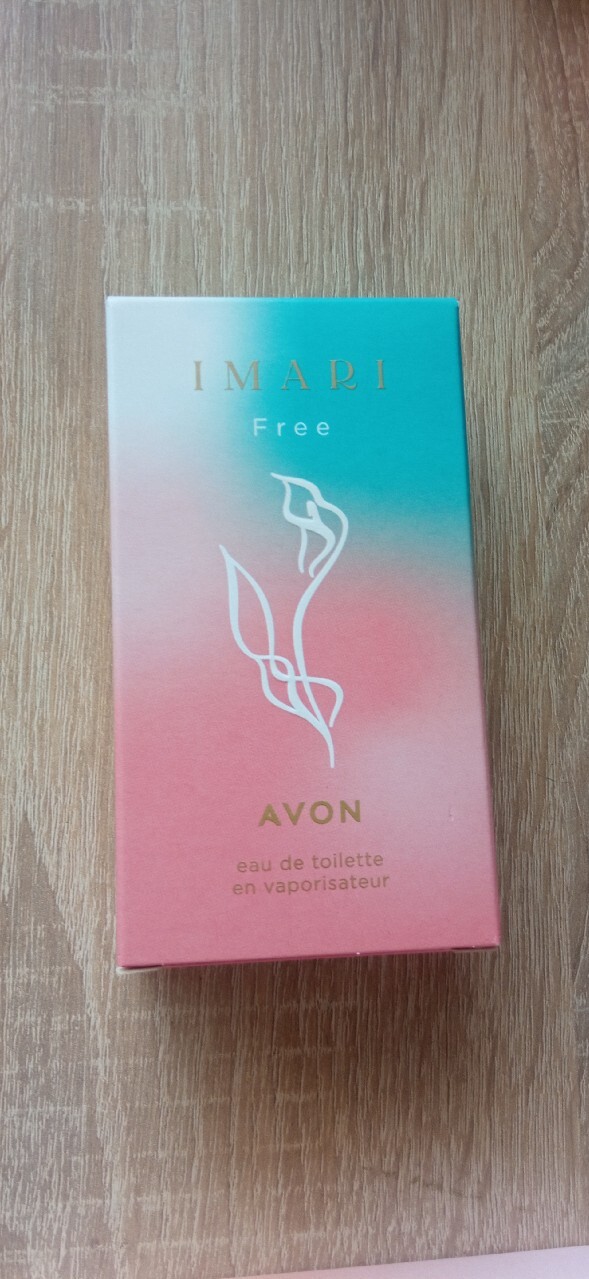 IMARI
Free
AVON
eau de toilette
en vaporisateur